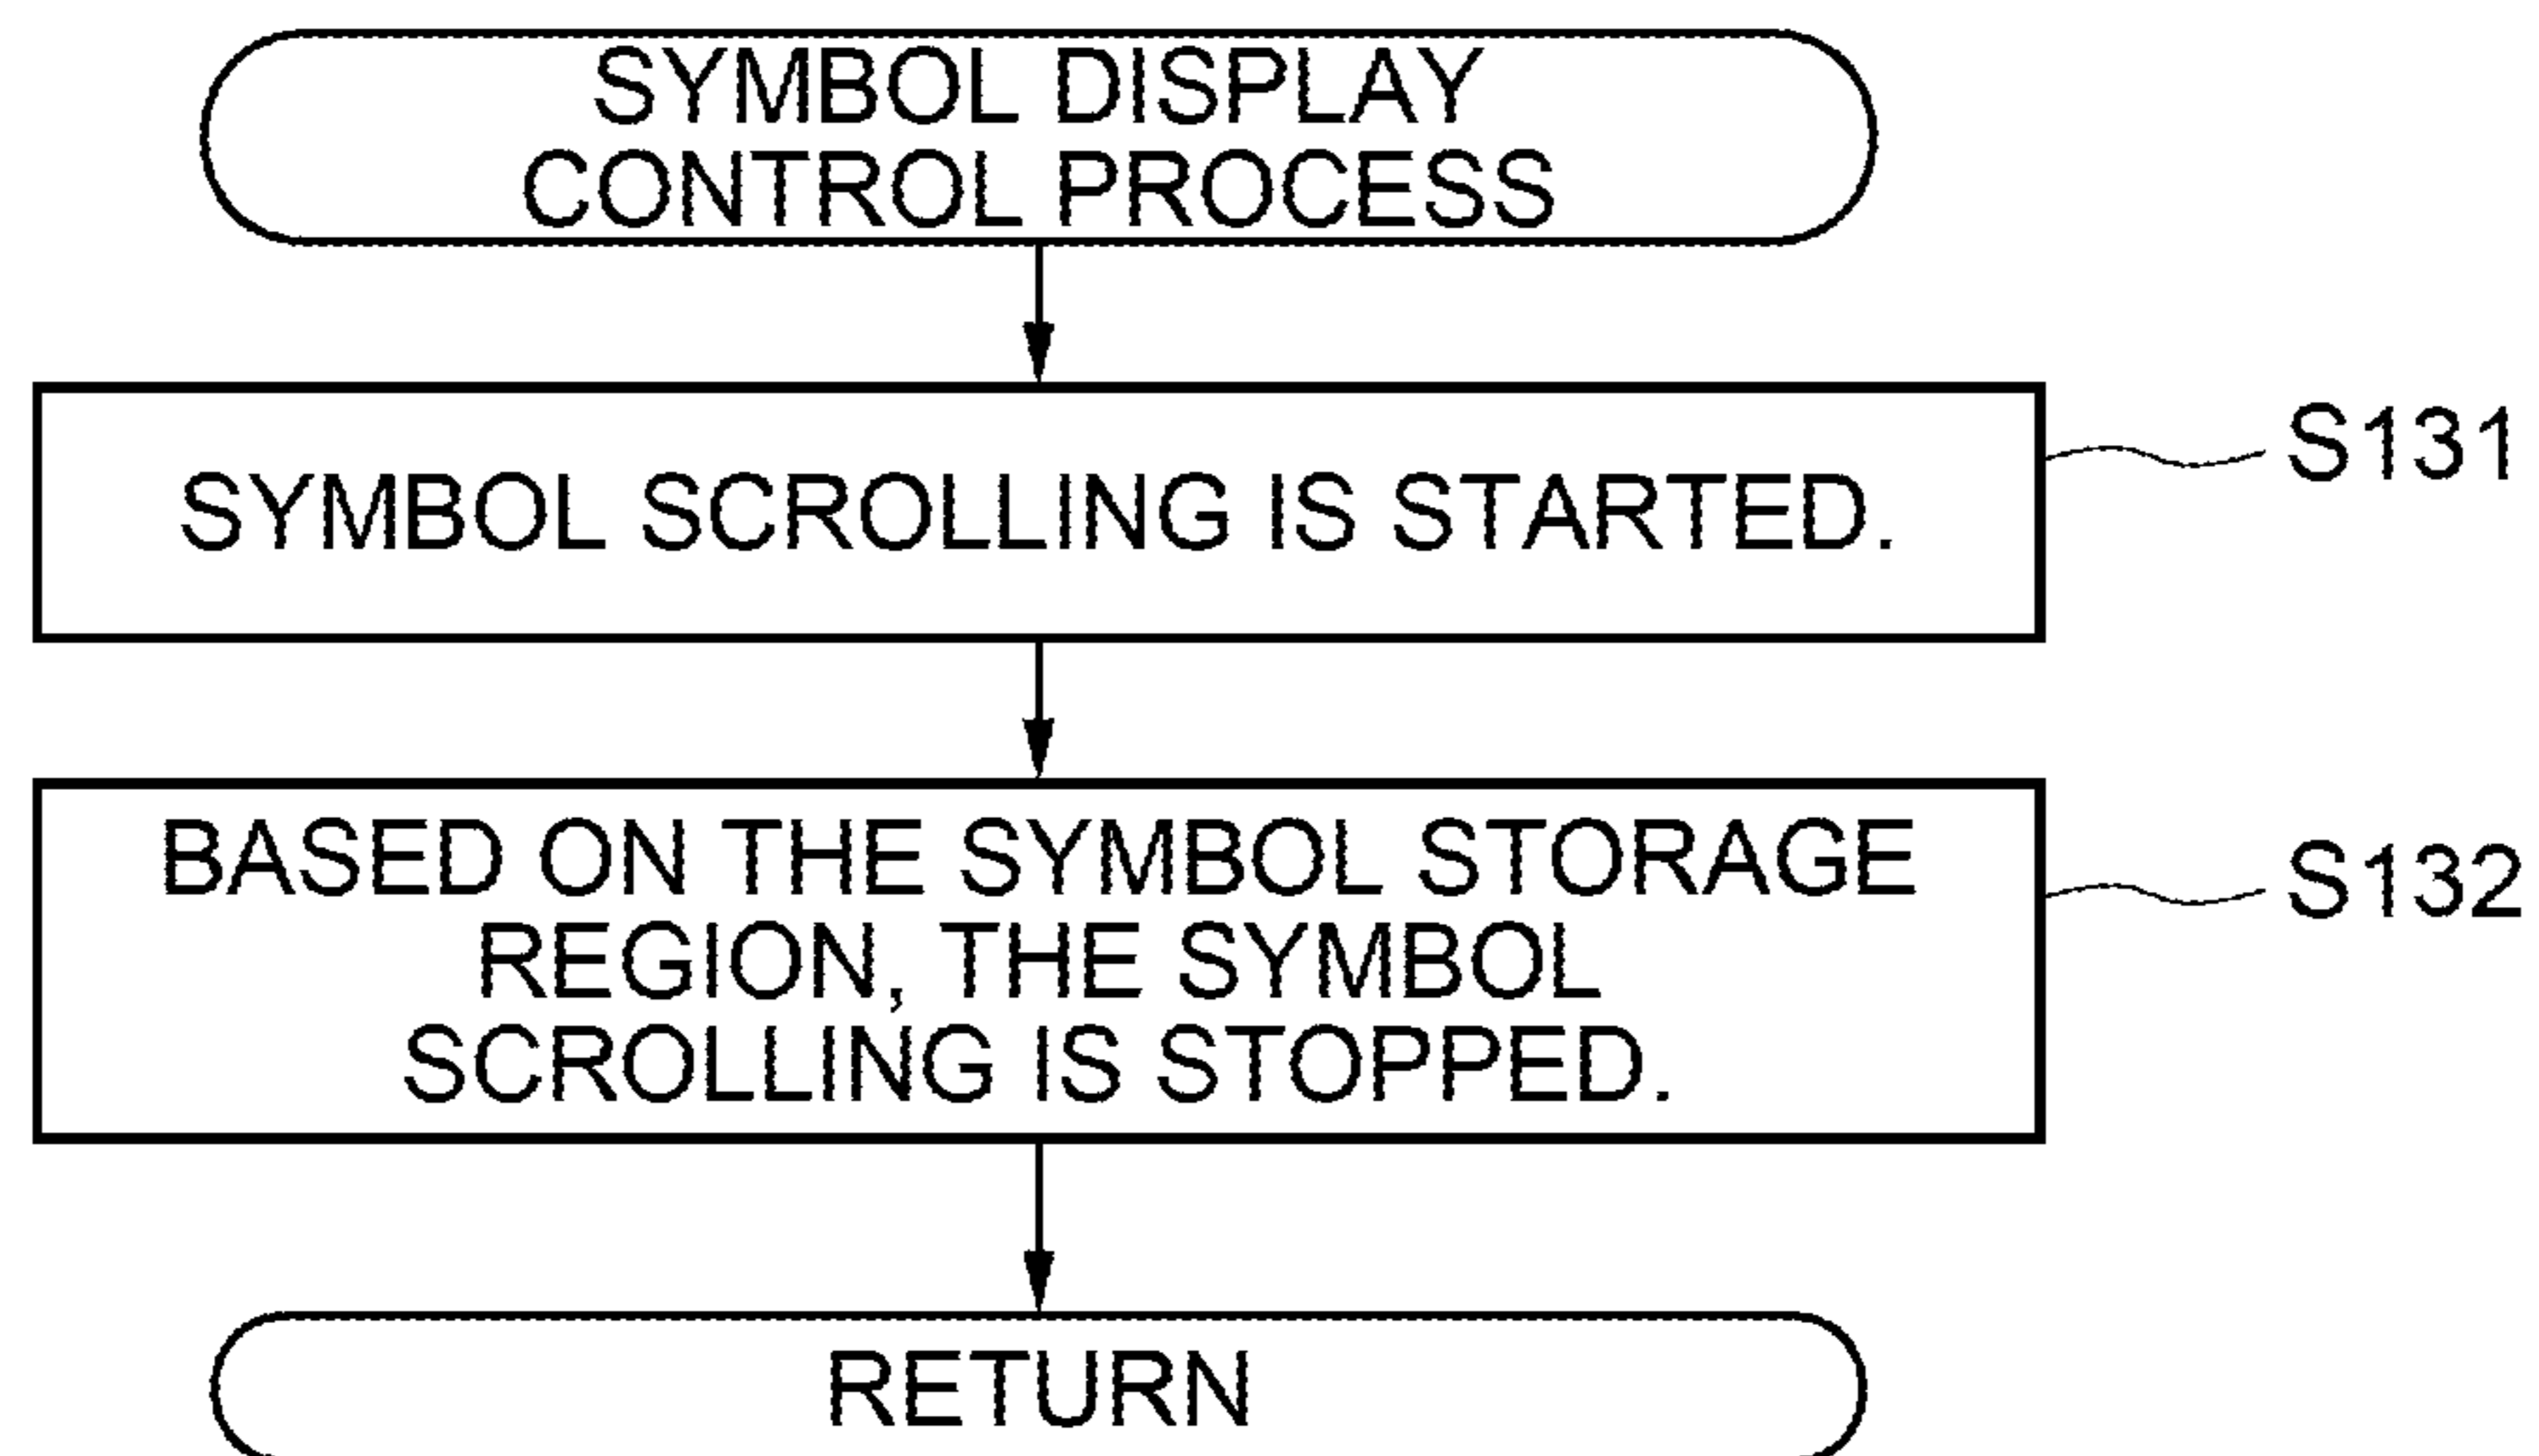 SYMBOL DISPLAY
CONTROL PROCESS
SYMBOL SCROLLING IS STARTED.
S131
BASED ON THE SYMBOL STORAGE
REGION, THE SYMBOL
SCROLLING IS STOPPED.
S132
RETURN